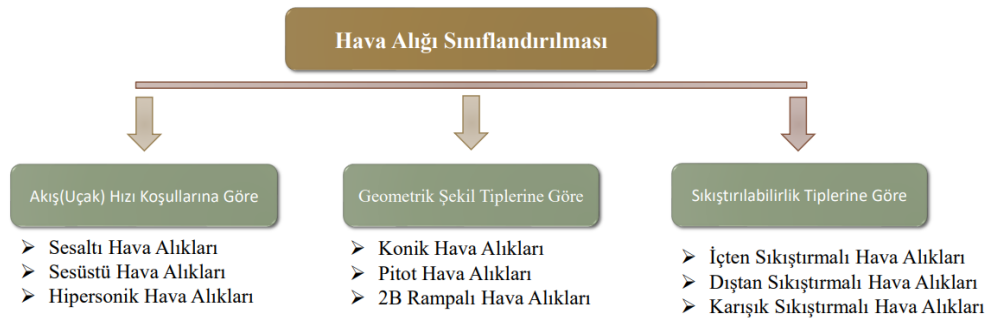 Hava Alığı Sınıflandırılması
Akış(Uçak) Hızı Koşullarına Göre
➢ Sesaltı Hava Alıkları
➢ Sesüstü Hava Alıkları
➢ Hipersonik Hava Alıkları
Geometrik Şekil Tiplerine Göre
➢ Konik Hava Alıkları
➢ Pitot Hava Alıkları
➢ 2B Rampalı Hava Alıkları
Sıkıştırılabilirlik Tiplerine Göre
➢ İçten Sıkıştırmalı Hava Alıkları
➢ Dıştan Sıkıştırmalı Hava Alıkları
➢ Karışık Sıkıştırmalı Hava Alıkları